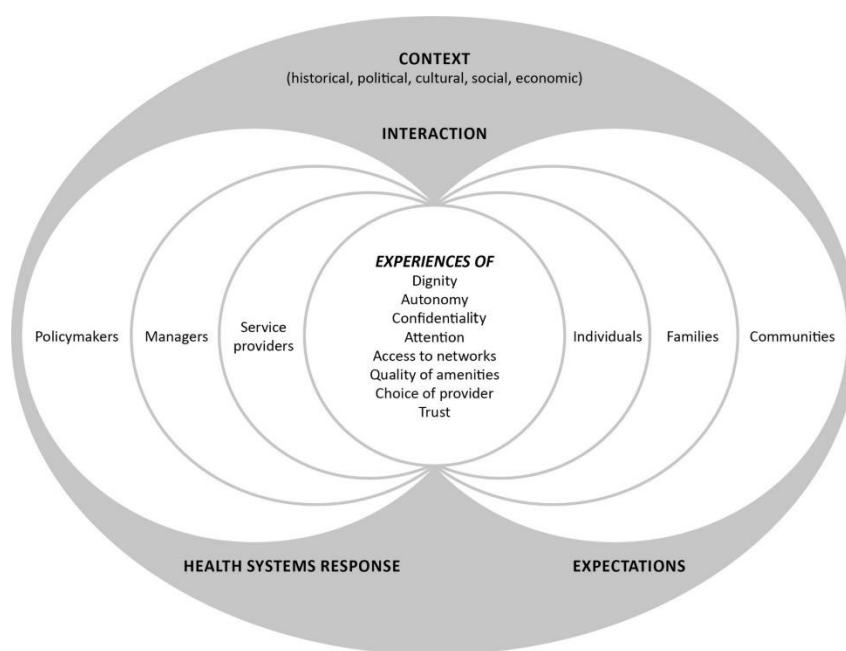 CONTEXT
(historical, political, cultural, social, economic)
INTERACTION
EXPERIENCES OF
Dignity
Autonomy
Confidentiality
Attention
Access to networks
Quality of amenities
Choice of provider
Trust
Policymakers
Managers
Service
providers
Individuals
Families
Communities
HEALTH SYSTEMS RESPONSE
EXPECTATIONS